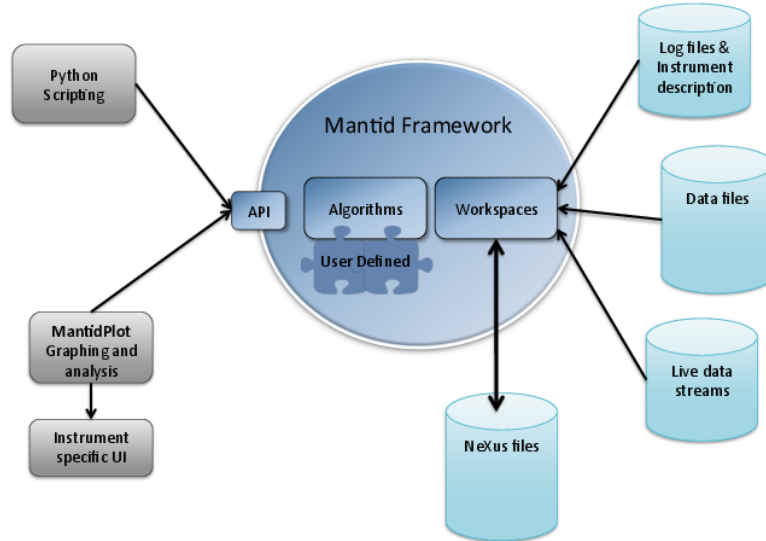 Python
Scripting
Mantid Framework
Log files &
Instrument
description
API
Algorithms
Workspaces
User Defined
Data files
MantidPlot
Graphing and
analysis
Instrument
specific UI
NeXus files
Live data
streams